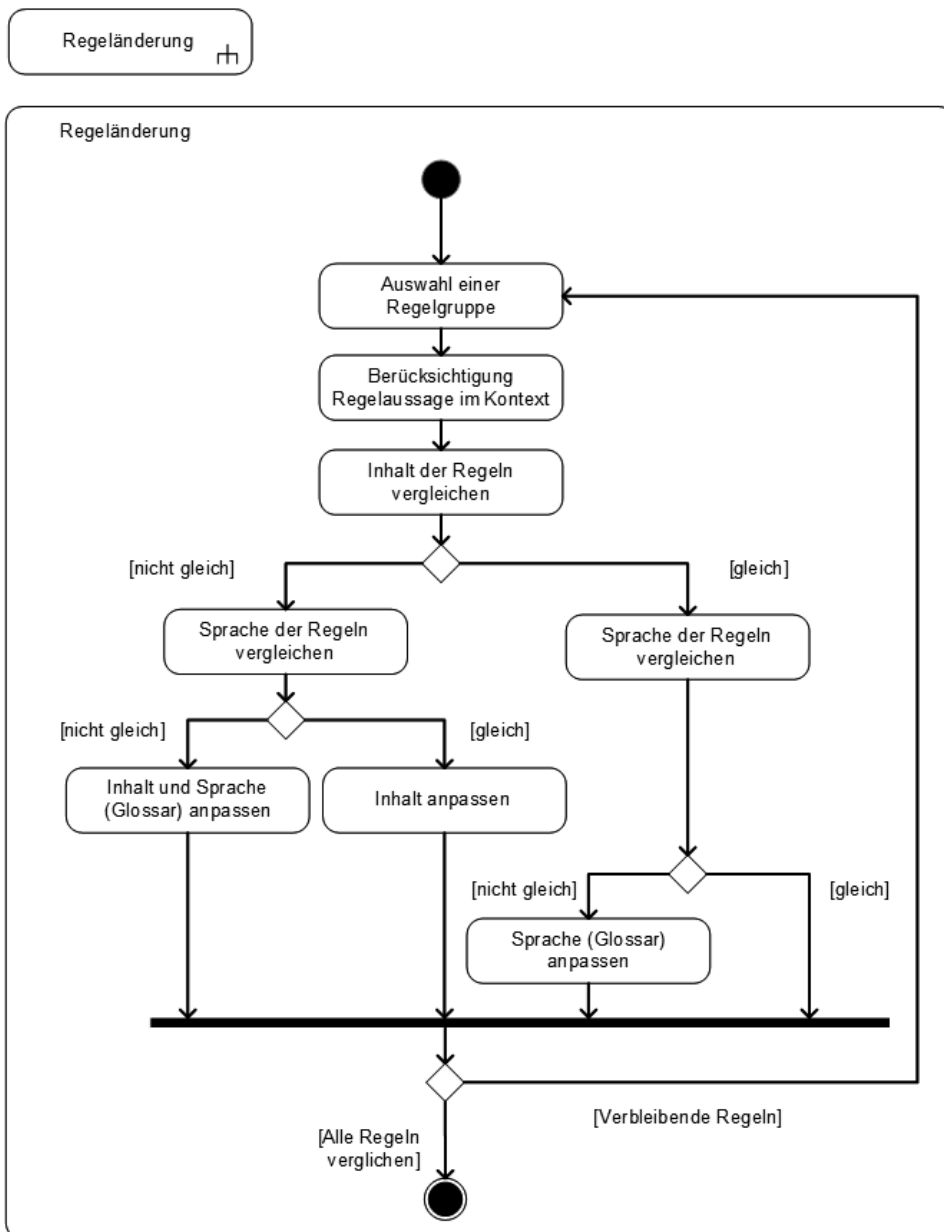 Regeländerung
Regeländerung
Auswahl einer
Regelgruppe
Berücksichtigung
Regelaussage im Kontext
Inhalt der Regeln
vergleichen
[nicht gleich]
[gleich]
Sprache der Regeln
vergleichen
Sprache der Regeln
vergleichen
[nicht gleich]
[gleich]
Inhalt und Sprache
(Glossar) anpassen
Inhalt anpassen
[nicht gleich]
[gleich]
Sprache (Glossar)
anpassen
[Verbleibende Regeln]
[Alle Regeln
verglichen]